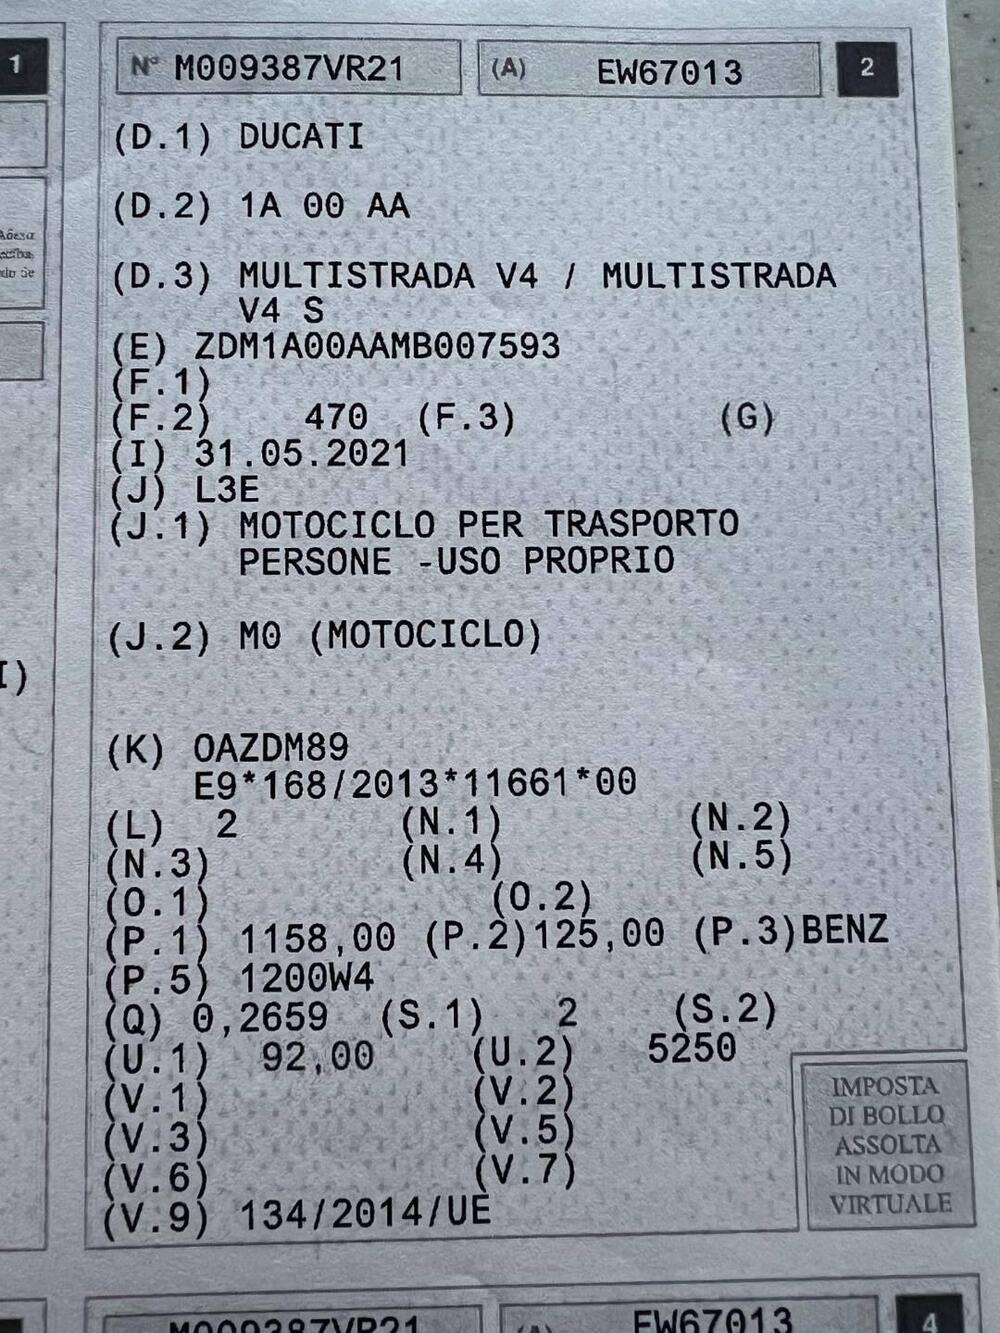 1
Nº M009387VR21 (A) EW67013 2
(D.1) DUCATI
(D.2) 1A 00 AA
(D.3) MULTISTRADA V4 / MULTISTRADA
V4 S
(E) ZDM1A00AAMB007593
(F.1)
(F.2) 470 (F.3) (G)
(I) 31.05.2021
(J) L3E
(J.1) MOTOCICLO PER TRASPORTO
PERSONE -USO PROPRIO
(J.2) M0 (MOTOCICLO)
I)
(K) OAZDM89
E9*168/2013*11661*00
(L) 2 (N.1) (N.2)
(N.3) (N.4) (N.5)
(O.1) (O.2)
(P.1) 1158,00 (P.2)125,00 (P.3)BENZ
(P.5) 1200W4
(Q) 0,2659 (S.1) 2 (S.2)
(U.1) 92,00 (U.2) 5250
(V.1) (V.2)
(V.3) (V.5)
(V.6) (V.7)
(V.9) 134/2014/UE
IMPOSTA
DI BOLLO
ASSOLTA
IN MODO
VIRTUALE
M009387VR21 (A) EW67013 4